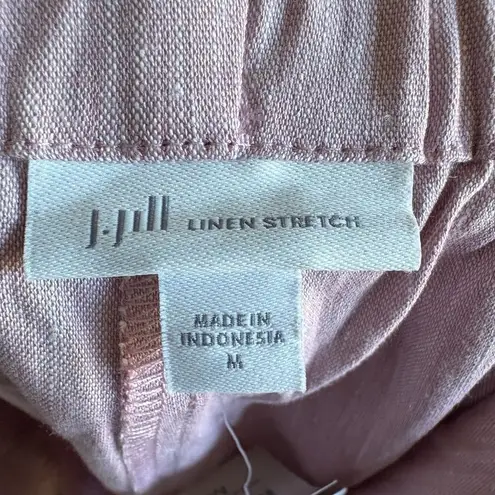 J.Jill LINEN STRETCH
MADE IN
INDONESIA
M